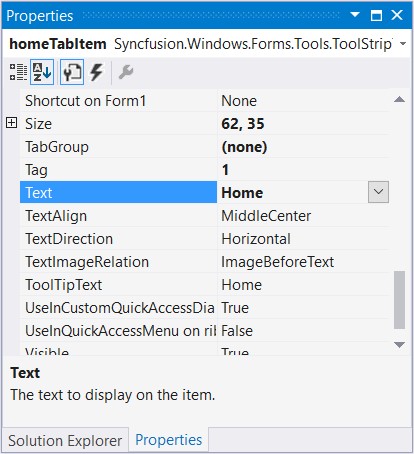 Properties
homeTabItem Syncfusion.Windows.Forms.Tools.ToolStrip
Shortcut on Form1 None
Size 62, 35
TabGroup (none)
Tag 1
Text Home
TextAlign MiddleCenter
TextDirection Horizontal
TextImageRelation ImageBeforeText
ToolTipText Home
UseInCustomQuickAccessDia True
UseInQuickAccessMenu on ril False
Visible True
Text
The text to display on the item.
Solution Explorer Properties